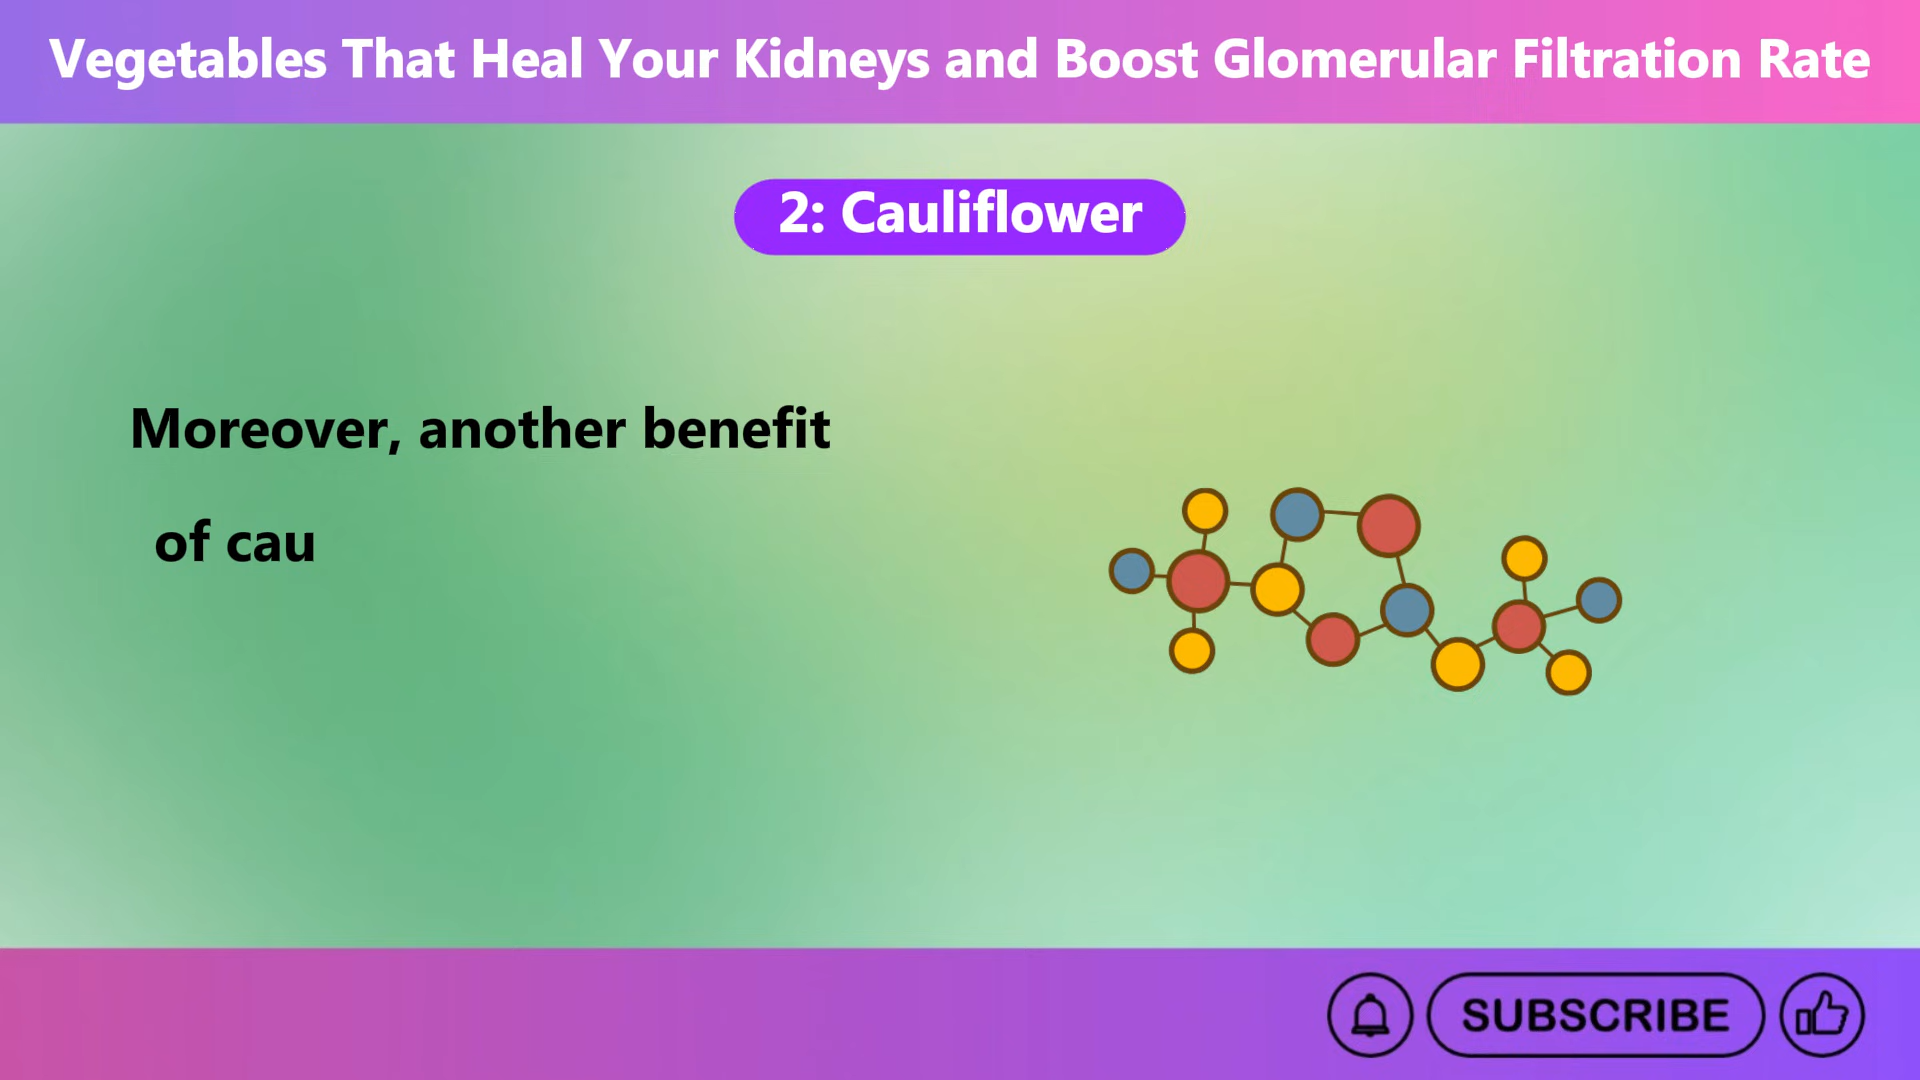 Vegetables That Heal Your Kidneys and Boost Glomerular Filtration Rate
2: Cauliflower
Moreover, another benefit
of cau
SUBSCRIBE